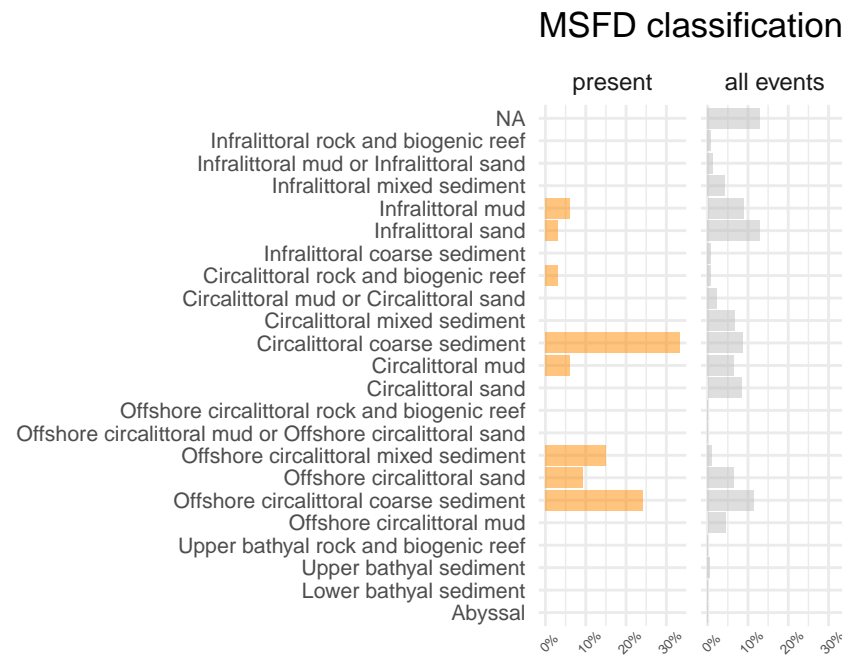 MSFD classification
present all events
NA
Infralittoral rock and biogenic reef
Infralittoral mud or Infralittoral sand
Infralittoral mixed sediment
Infralittoral mud
Infralittoral sand
Infralittoral coarse sediment
Circalittoral rock and biogenic reef
Circalittoral mud or Circalittoral sand
Circalittoral mixed sediment
Circalittoral coarse sediment
Circalittoral mud
Circalittoral sand
Offshore circalittoral rock and biogenic reef
Offshore circalittoral mud or Offshore circalittoral sand
Offshore circalittoral mixed sediment
Offshore circalittoral sand
Offshore circalittoral coarse sediment
Offshore circalittoral mud
Upper bathyal rock and biogenic reef
Upper bathyal sediment
Lower bathyal sediment
Abyssal
0% 10% 20% 30% 0% 10% 20% 30%